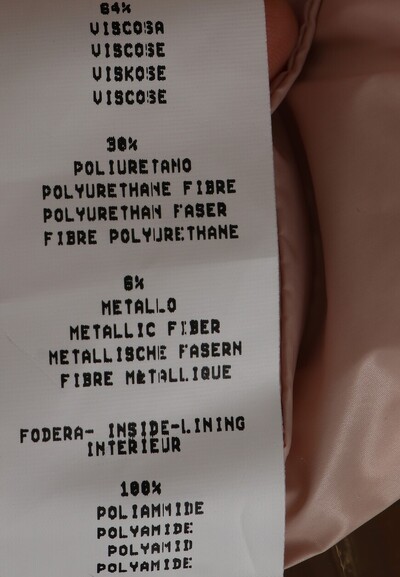 64%
VISCOSA
VISCOSE
VISKOSE
VISCOSE
30%
POLIURETANO
POLYURETHANE FIBRE
POLYURETHAN FASER
FIBRE POLYURETHANE
6%
METALLO
METALLIC FIBER
METALLISCHE FASERN
FIBRE METALLIQUE
FODERA- INSIDE-LINING
INTERIEUR
100%
POLIAMMIDE
POLYAMIDE
POLYAMID
POLYAMIDE